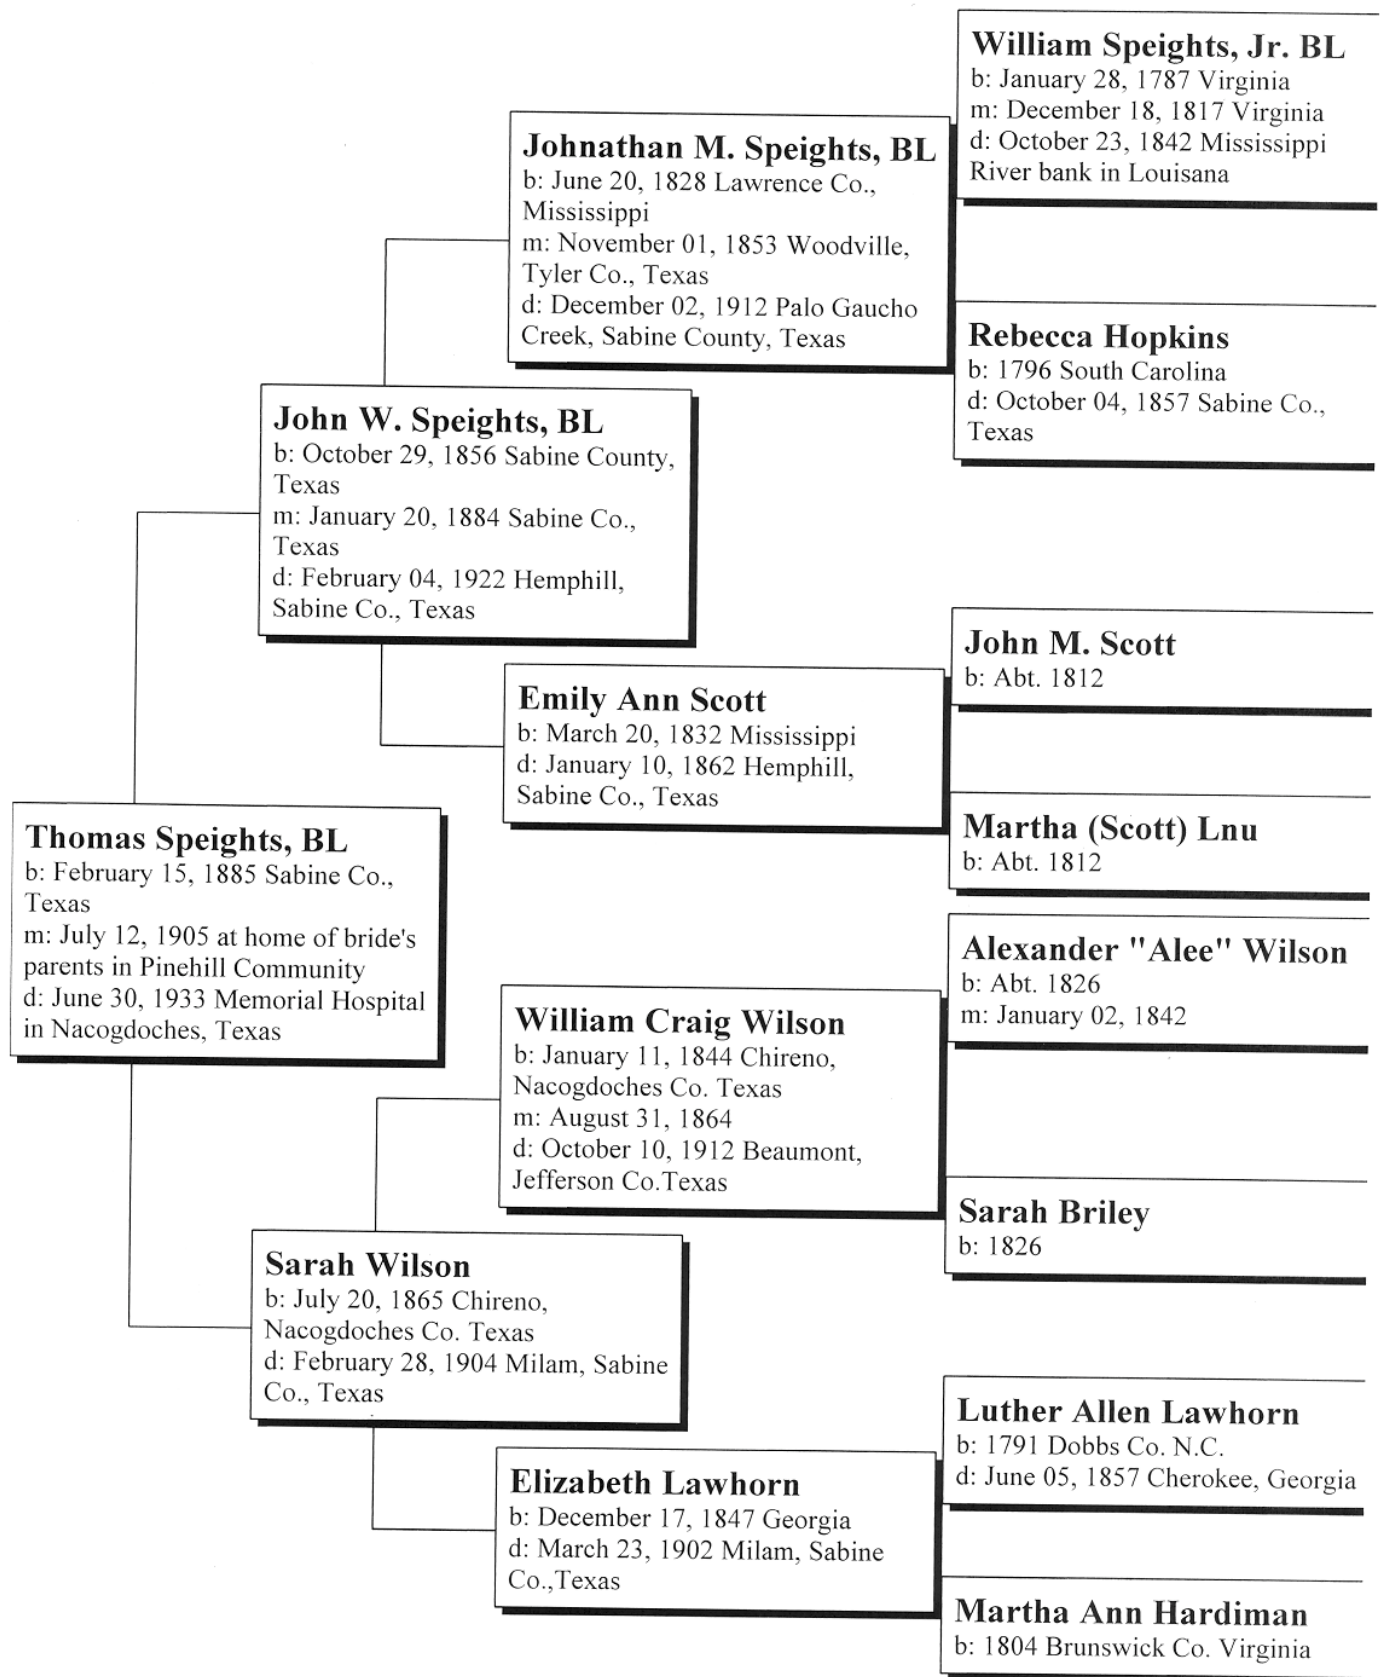 William Speights, Jr. BL
b: January 28, 1787 Virginia
m: December 18, 1817 Virginia
d: October 23, 1842 Mississippi
River bank in Louisana
Johnathan M. Speights, BL
b: June 20, 1828 Lawrence Co.,
Mississippi
m: November 01, 1853 Woodville,
Tyler Co., Texas
d: December 02, 1912 Palo Gaucho
Creek, Sabine County, Texas
Rebecca Hopkins
b: 1796 South Carolina
d: October 04, 1857 Sabine Co.,
Texas
John W. Speights, BL
b: October 29, 1856 Sabine County,
Texas
m: January 20, 1884 Sabine Co.,
Texas
d: February 04, 1922 Hemphill,
Sabine Co., Texas
John M. Scott
b: Abt. 1812
Emily Ann Scott
b: March 20, 1832 Mississippi
d: January 10, 1862 Hemphill,
Sabine Co., Texas
Martha (Scott) Lnu
b: Abt. 1812
Thomas Speights, BL
b: February 15, 1885 Sabine Co.,
Texas
m: July 12, 1905 at home of bride's
parents in Pinehill Community
d: June 30, 1933 Memorial Hospital
in Nacogdoches, Texas
Alexander "Alee" Wilson
b: Abt. 1826
m: January 02, 1842
William Craig Wilson
b: January 11, 1844 Chireno,
Nacogdoches Co. Texas
m: August 31, 1864
d: October 10, 1912 Beaumont,
Jefferson Co.Texas
Sarah Briley
b: 1826
Sarah Wilson
b: July 20, 1865 Chireno,
Nacogdoches Co. Texas
d: February 28, 1904 Milam, Sabine
Co., Texas
Luther Allen Lawhorn
b: 1791 Dobbs Co. N.C.
d: June 05, 1857 Cherokee, Georgia
Elizabeth Lawhorn
b: December 17, 1847 Georgia
d: March 23, 1902 Milam, Sabine
Co.,Texas
Martha Ann Hardiman
b: 1804 Brunswick Co. Virginia